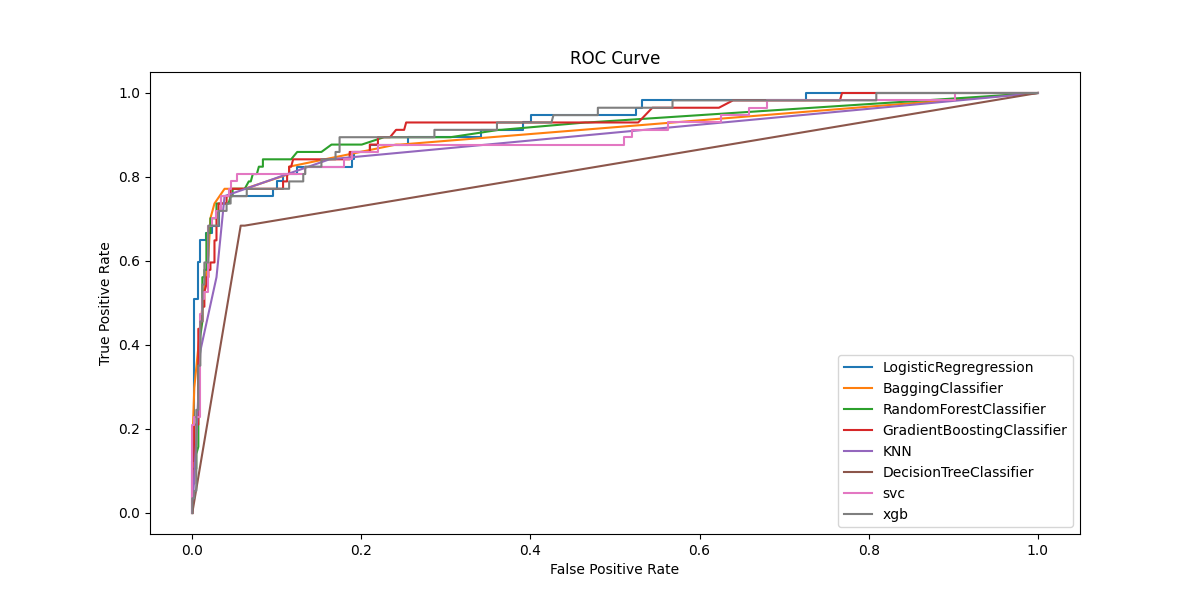 ROC Curve
True Positive Rate
1.0
0.8
0.6
0.4
0.2
0.0
0.0 0.2 0.4 0.6 0.8 1.0
False Positive Rate
LogisticRegregression
BaggingClassifier
RandomForestClassifier
GradientBoostingClassifier
KNN
DecisionTreeClassifier
svc
xgb